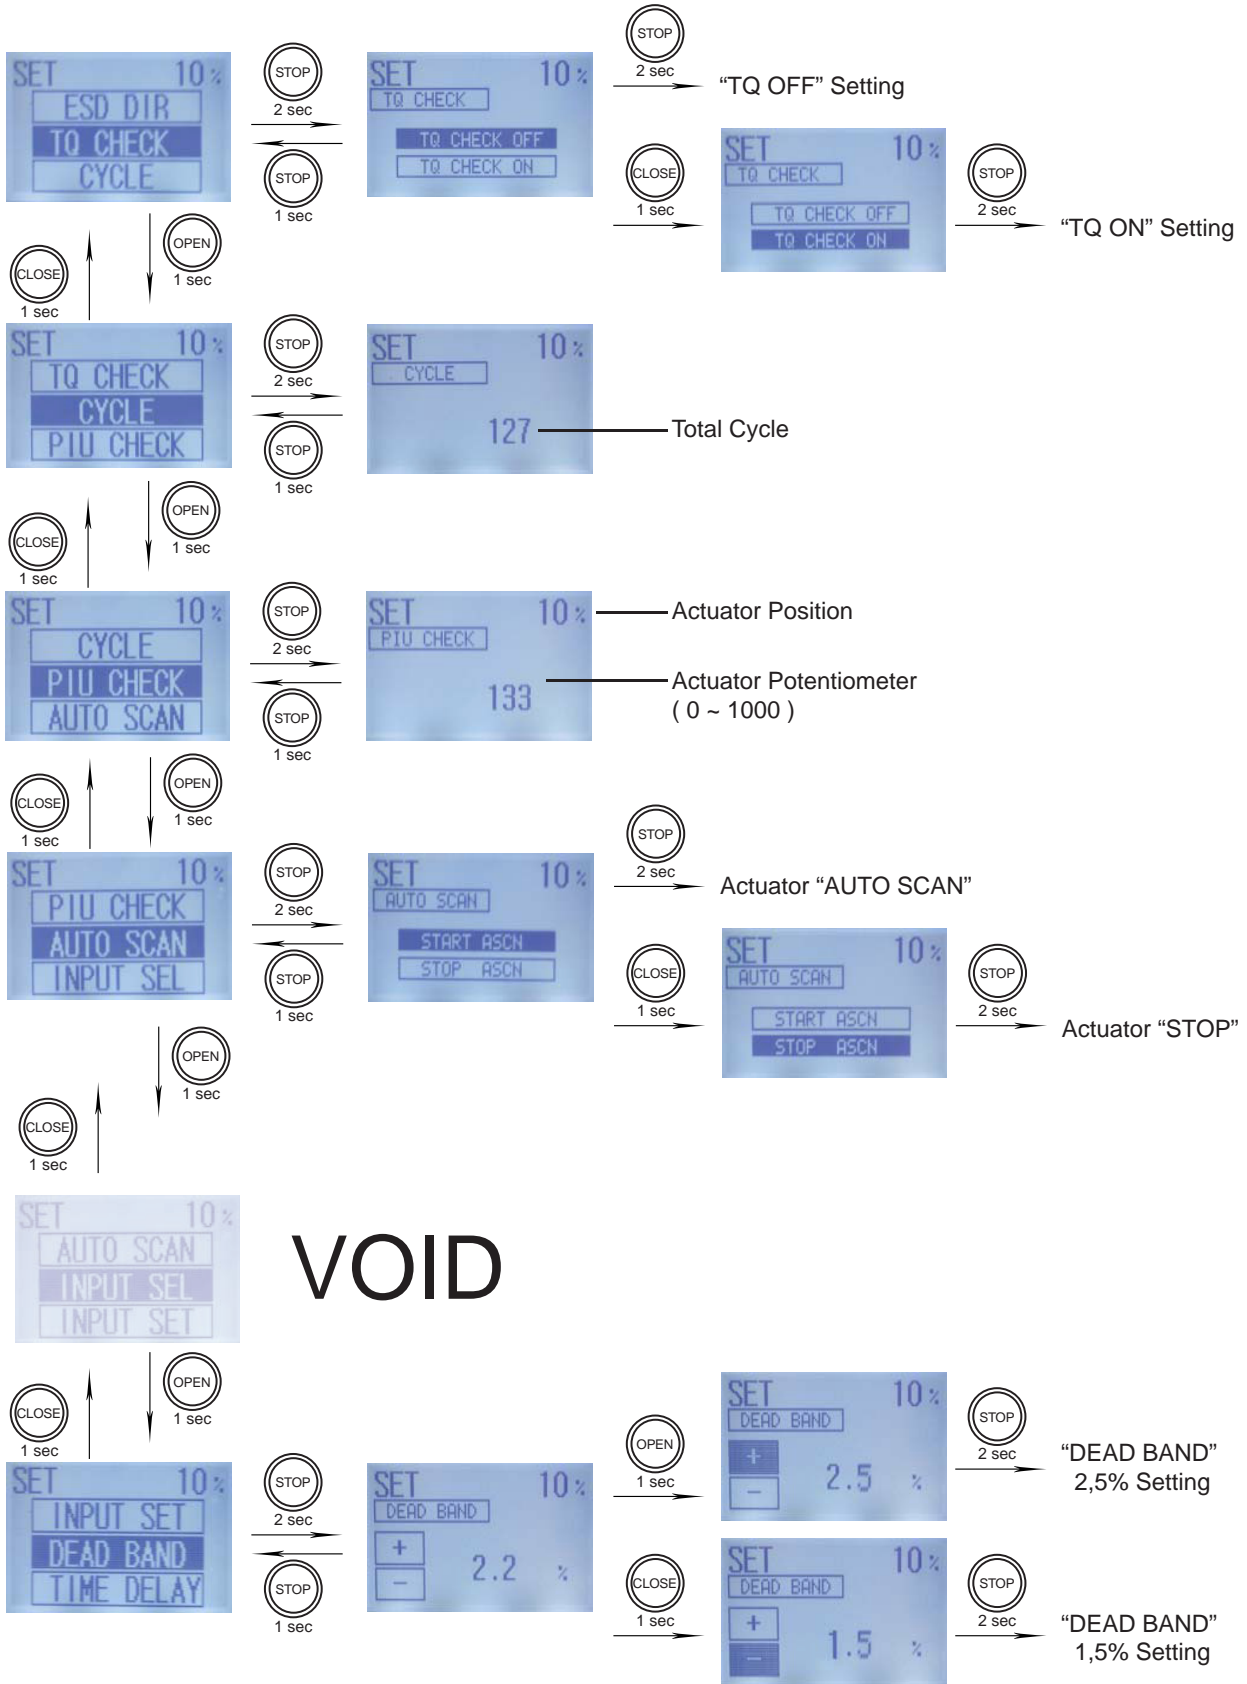 STOP
2 sec
"TQ OFF" Setting
SET 10 %
ESD DIR
TQ CHECK
CYCLE
STOP
2 sec
STOP
1 sec
SET 10 %
TQ CHECK
TQ CHECK OFF
TQ CHECK ON
CLOSE
1 sec
SET 10 %
TQ CHECK
TQ CHECK OFF
TQ CHECK ON
STOP
2 sec
"TQ ON" Setting
CLOSE
1 sec
OPEN
1 sec
SET 10 %
TQ CHECK
CYCLE
PIU CHECK
STOP
2 sec
STOP
1 sec
SET 10 %
CYCLE
127
Total Cycle
CLOSE
1 sec
OPEN
1 sec
SET 10 %
CYCLE
PIU CHECK
AUTO SCAN
STOP
2 sec
STOP
1 sec
SET 10 %
PIU CHECK
133
Actuator Position
Actuator Potentiometer
( 0 ~ 1000 )
CLOSE
1 sec
OPEN
1 sec
SET 10 %
PIU CHECK
AUTO SCAN
INPUT SEL
STOP
2 sec
STOP
1 sec
SET 10 %
AUTO SCAN
START ASCN
STOP ASCN
STOP
2 sec
Actuator "AUTO SCAN"
CLOSE
1 sec
SET 10 %
AUTO SCAN
START ASCN
STOP ASCN
STOP
2 sec
Actuator "STOP"
CLOSE
1 sec
OPEN
1 sec
SET 10 %
AUTO SCAN
INPUT SEL
INPUT SET
VOID
CLOSE
1 sec
OPEN
1 sec
SET 10 %
INPUT SET
DEAD BAND
TIME DELAY
STOP
2 sec
STOP
1 sec
SET 10 %
DEAD BAND
+
−
2.2 %
OPEN
1 sec
SET 10 %
DEAD BAND
+
−
2.5 %
STOP
2 sec
"DEAD BAND"
2,5% Setting
CLOSE
1 sec
SET 10 %
DEAD BAND
+
−
1.5 %
STOP
2 sec
"DEAD BAND"
1,5% Setting